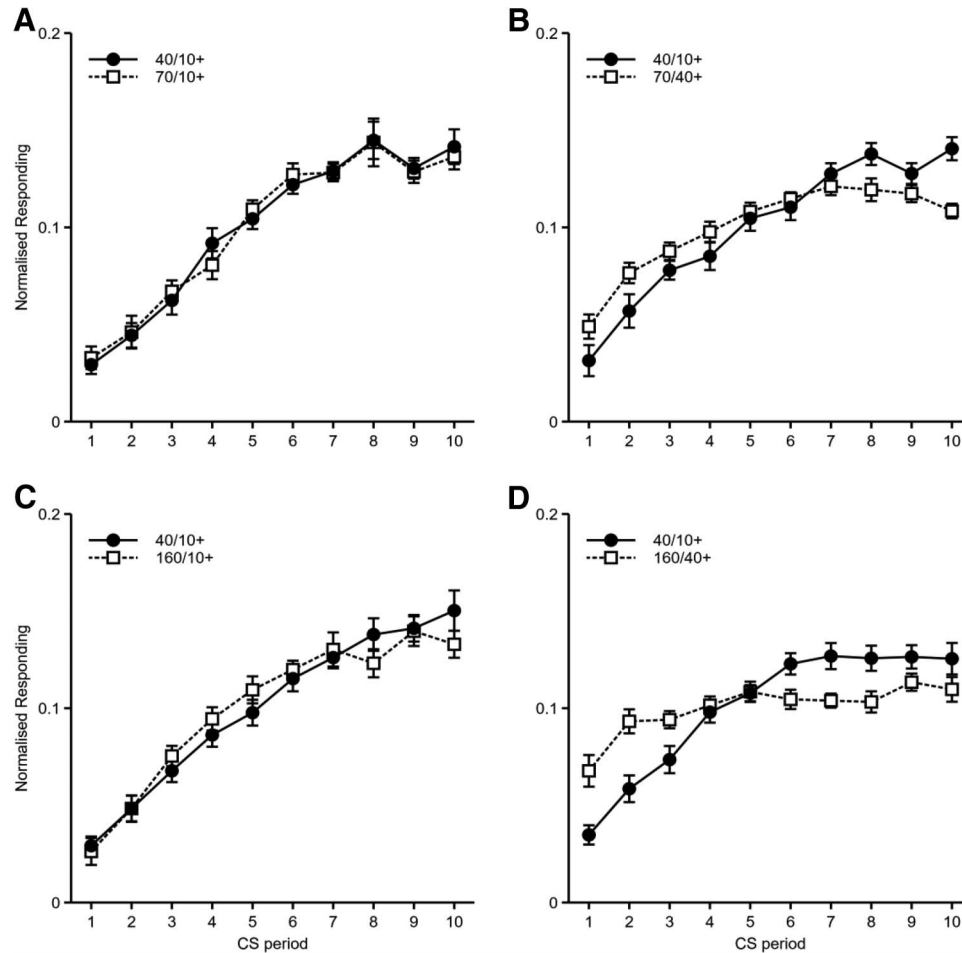 A
0.2
40/10+
70/10+
Normalised Responding
0.1
0
1 2 3 4 5 6 7 8 9 10
B
0.2
40/10+
70/40+
0.1
0
1 2 3 4 5 6 7 8 9 10
C
0.2
40/10+
160/10+
Normalised Responding
0.1
0
1 2 3 4 5 6 7 8 9 10
CS period
D
0.2
40/10+
160/40+
0.1
0
1 2 3 4 5 6 7 8 9 10
CS period